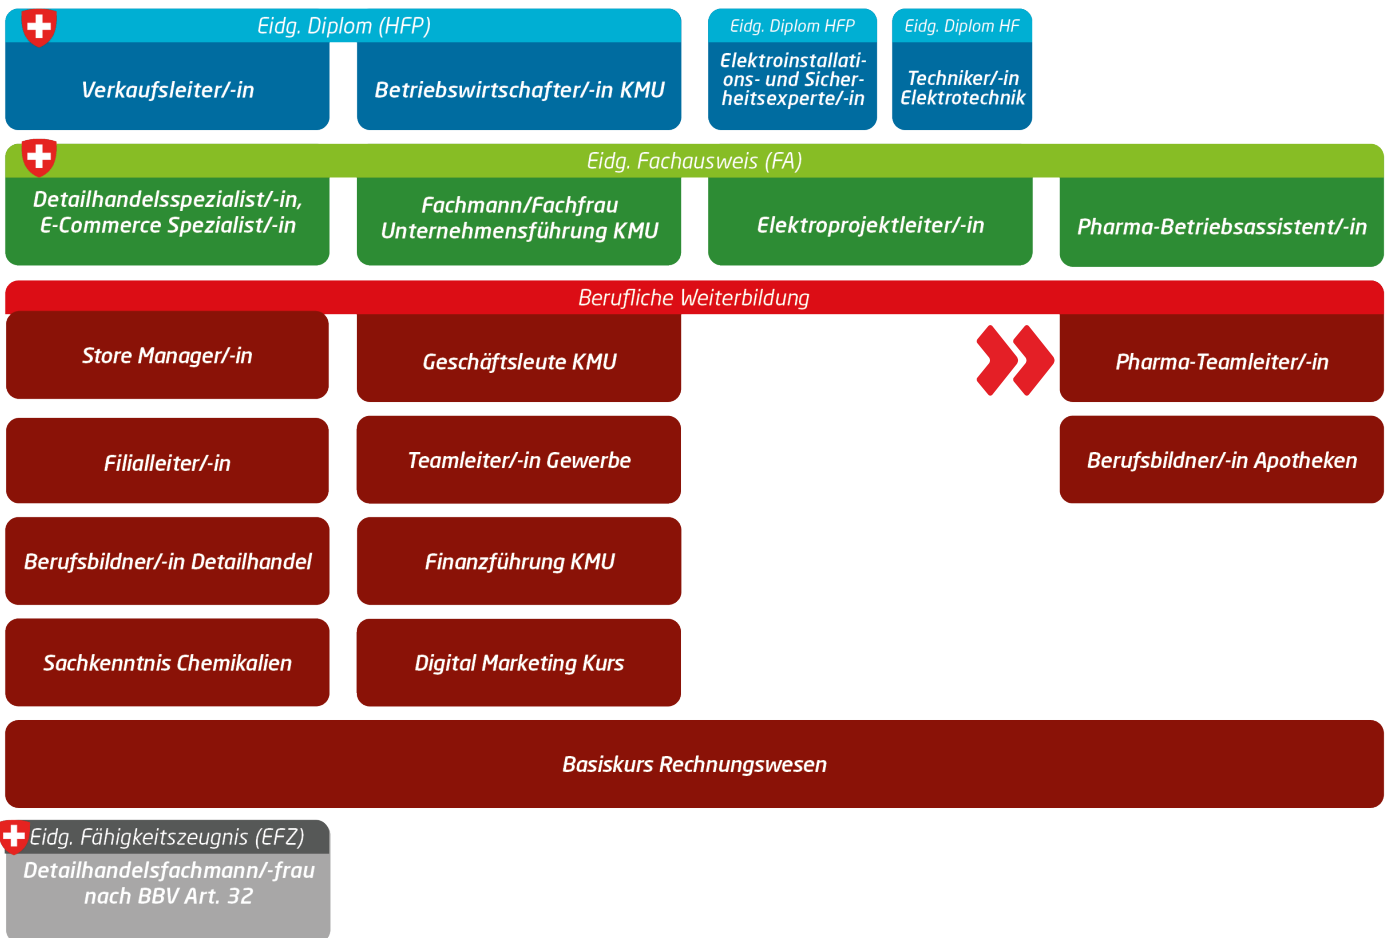 Eidg. Diplom (HFP)
Eidg. Diplom HFP
Eidg. Diplom HF
Verkaufsleiter/-in
Betriebswirtschafter/-in KMU
Elektroinstallati-
ons- und Sicher-
heitsexperte/-in
Techniker/-in
Elektrotechnik
Eidg. Fachausweis (FA)
Detailhandelsspezialist/-in,
E-Commerce Spezialist/-in
Fachmann/Fachfrau
Unternehmensführung KMU
Elektroprojektleiter/-in
Pharma-Betriebsassistent/-in
Berufliche Weiterbildung
Store Manager/-in
Geschäftsleute KMU
Pharma-Teamleiter/-in
Filialleiter/-in
Teamleiter/-in Gewerbe
Berufsbildner/-in Apotheken
Berufsbildner/-in Detailhandel
Finanzführung KMU
Sachkenntnis Chemikalien
Digital Marketing Kurs
Basiskurs Rechnungswesen
Eidg. Fähigkeitszeugnis (EFZ)
Detailhandelsfachmann/-frau
nach BBV Art. 32